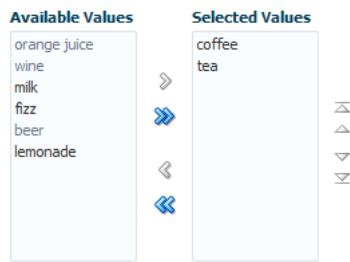 Available Values
orange juice
wine
milk
fizz
beer
lemonade
Selected Values
coffee
tea